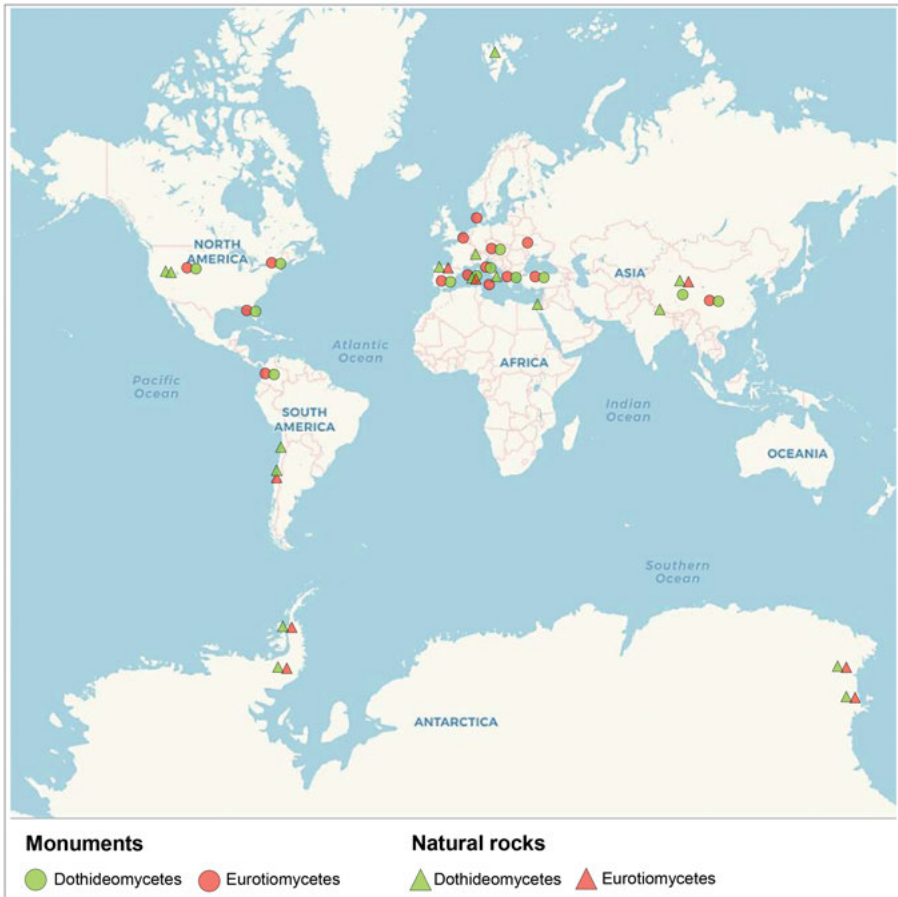 NORTH
AMERICA
ASIA
Atlantic
Ocean
AFRICA
Pacific
Ocean
Indian
Ocean
SOUTH
AMERICA
OCEANIA
Southern
Ocean
ANTARCTICA
Monuments
Natural rocks
Dothideomycetes
Eurotiomycetes
Dothideomycetes
Eurotiomycetes